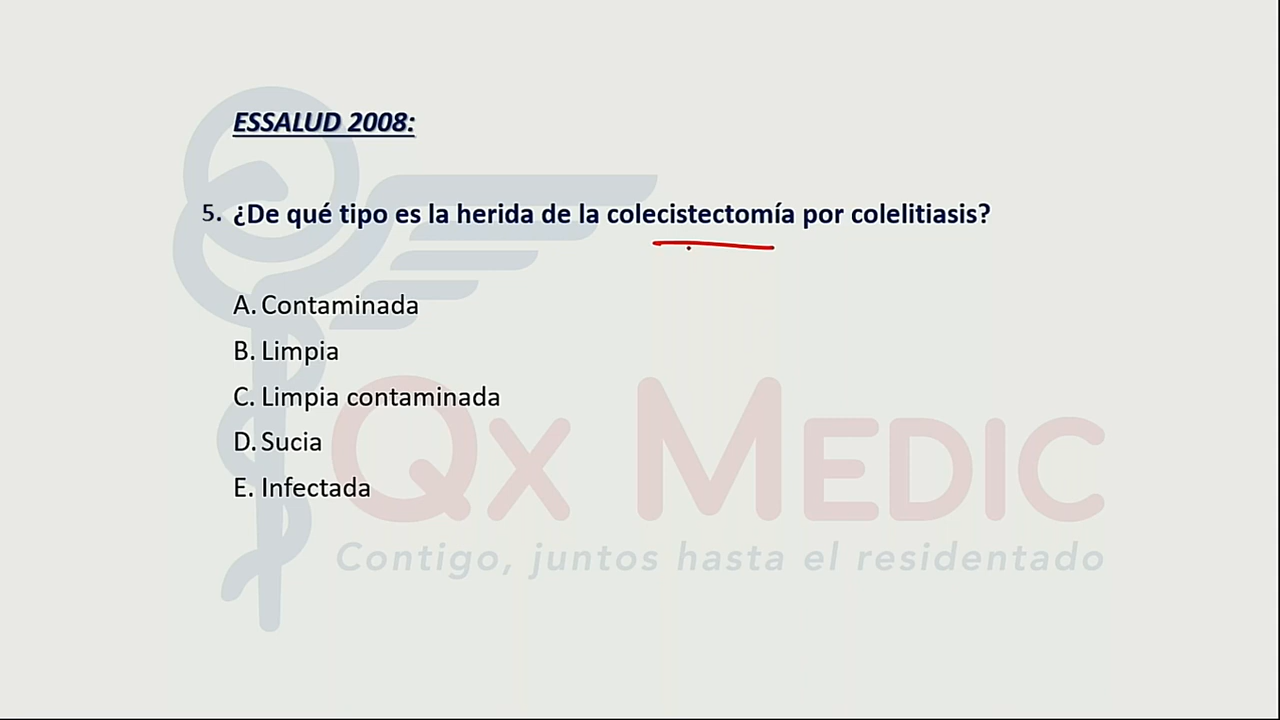 ESSALUD 2008:
5. ¿De qué tipo es la herida de la colecistectomía por colelitiasis?
A. Contaminada
B. Limpia
C. Limpia contaminada
D. Sucia
E. Infectada
QX MEDIC
Contigo, juntos hasta el residentado